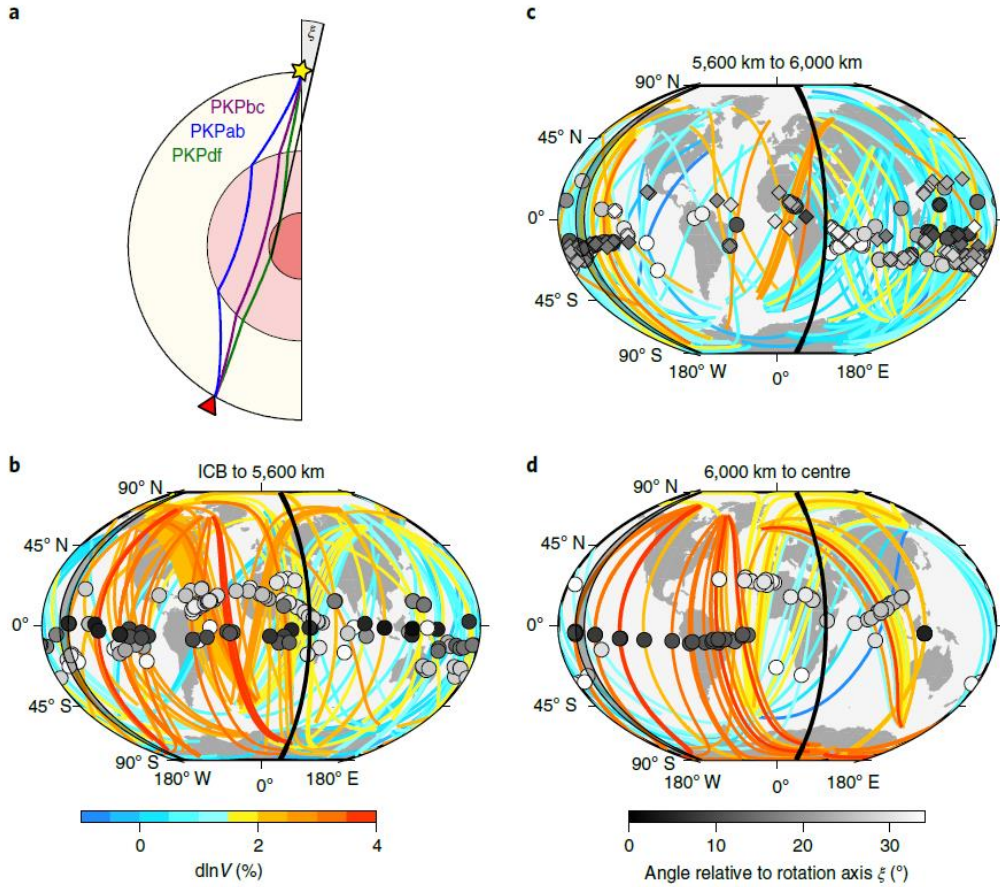 a
ξ
PKPbc
PKPab
PKPdf
c
5,600 km to 6,000 km
90° N
45° N
0°
45° S
90° S
180° W
0°
180° E
b
ICB to 5,600 km
90° N
45° N
0°
45° S
90° S
180° W
0°
180° E
0 2 4
dlnV (%)
d
6,000 km to centre
90° N
45° N
0°
45° S
90° S
180° W
0°
180° E
0 10 20 30
Angle relative to rotation axis ξ (°)